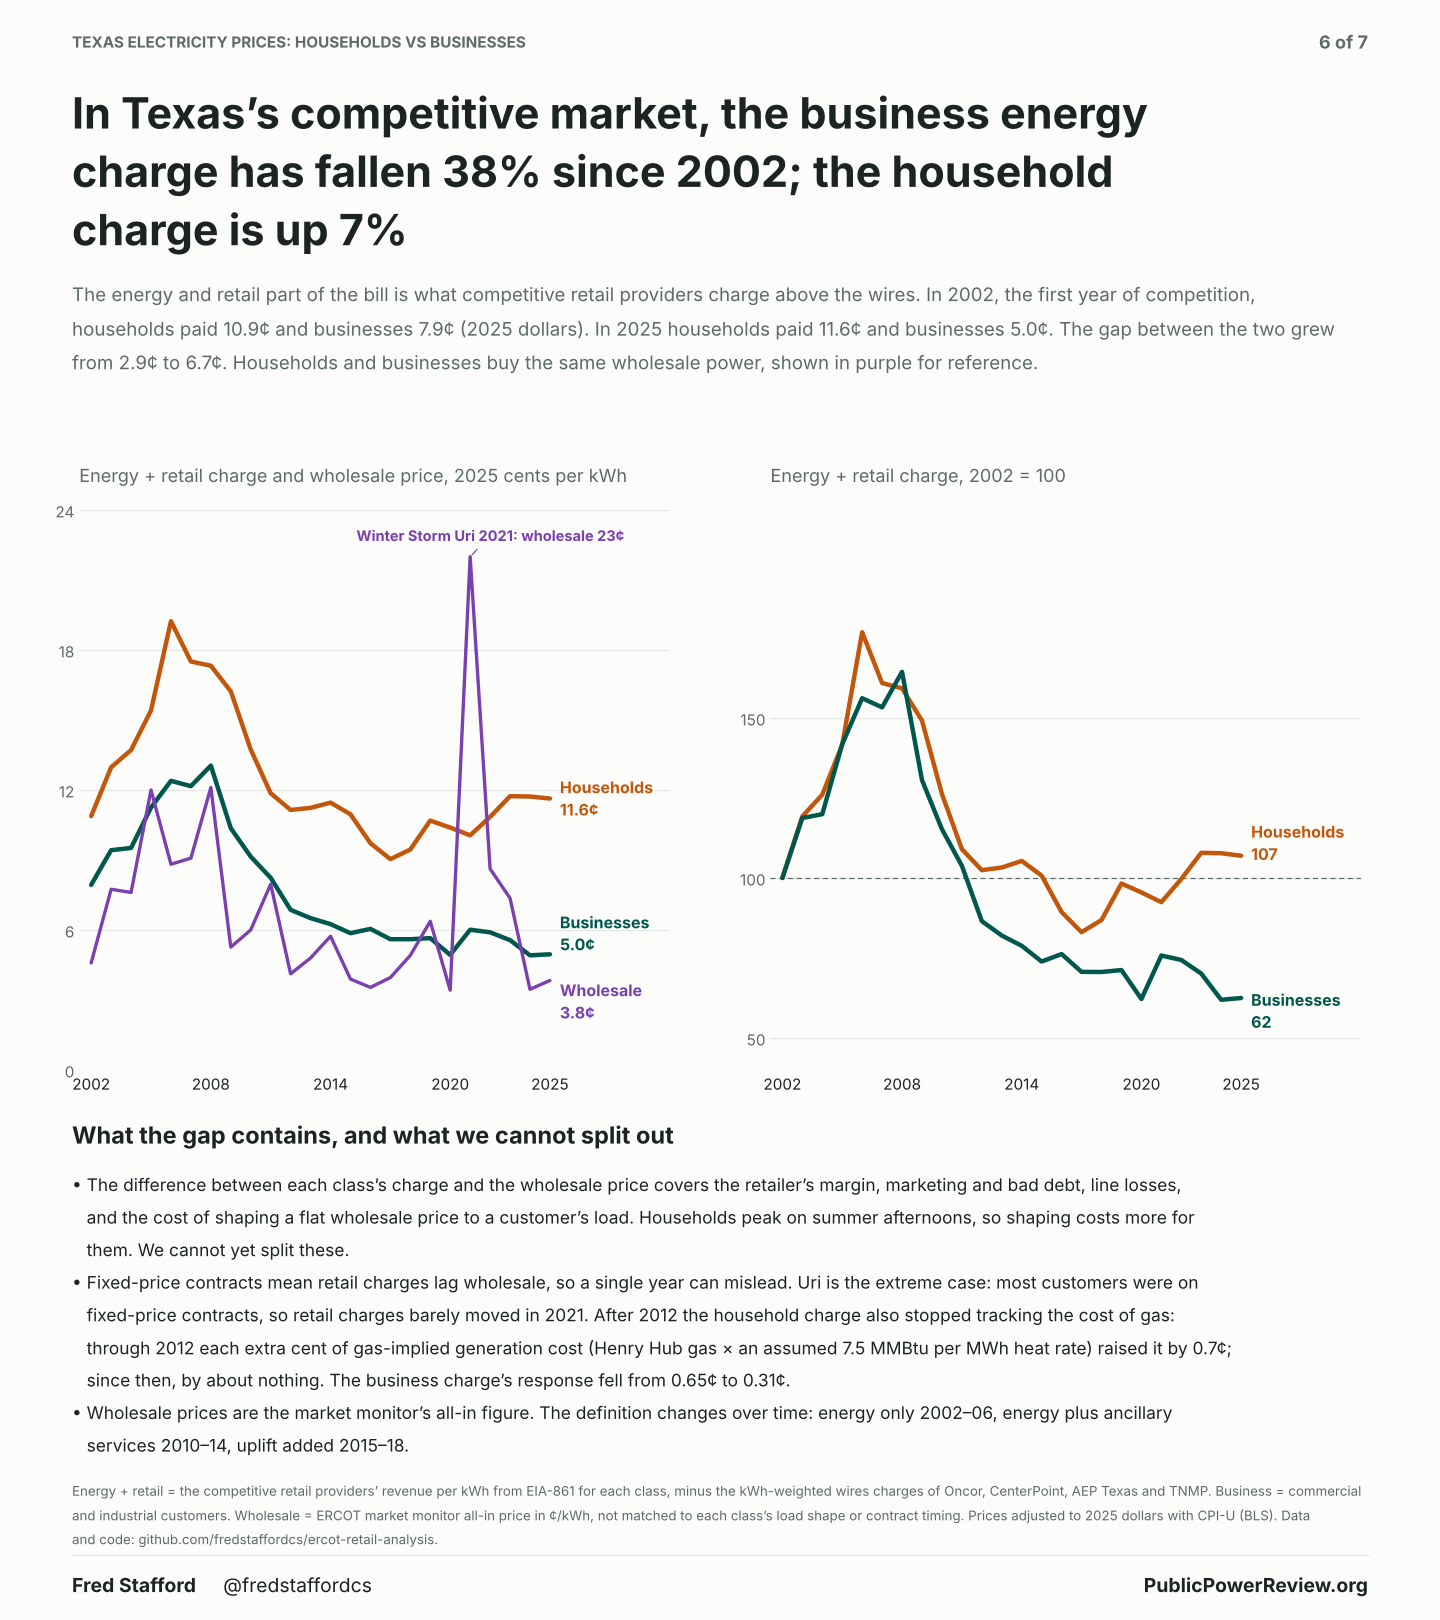 TEXAS ELECTRICITY PRICES: HOUSEHOLDS VS BUSINESSES
6 of 7
In Texas’s competitive market, the business energy
charge has fallen 38% since 2002; the household
charge is up 7%
The energy and retail part of the bill is what competitive retail providers charge above the wires. In 2002, the first year of competition,
households paid 10.9¢ and businesses 7.9¢ (2025 dollars). In 2025 households paid 11.6¢ and businesses 5.0¢. The gap between the two grew
from 2.9¢ to 6.7¢. Households and businesses buy the same wholesale power, shown in purple for reference.
Energy + retail charge and wholesale price, 2025 cents per kWh
24
18
12
6
0
Winter Storm Uri 2021: wholesale 23¢
Households
11.6¢
Businesses
5.0¢
Wholesale
3.8¢
2002
2008
2014
2020
2025
Energy + retail charge, 2002 = 100
150
100
50
Households
107
Businesses
62
2002
2008
2014
2020
2025
What the gap contains, and what we cannot split out
• The difference between each class’s charge and the wholesale price covers the retailer’s margin, marketing and bad debt, line losses,
and the cost of shaping a flat wholesale price to a customer’s load. Households peak on summer afternoons, so shaping costs more for
them. We cannot yet split these.
• Fixed-price contracts mean retail charges lag wholesale, so a single year can mislead. Uri is the extreme case: most customers were on
fixed-price contracts, so retail charges barely moved in 2021. After 2012 the household charge also stopped tracking the cost of gas:
through 2012 each extra cent of gas-implied generation cost (Henry Hub gas × an assumed 7.5 MMBtu per MWh heat rate) raised it by 0.7¢;
since then, by about nothing. The business charge’s response fell from 0.65¢ to 0.31¢.
• Wholesale prices are the market monitor’s all-in figure. The definition changes over time: energy only 2002–06, energy plus ancillary
services 2010–14, uplift added 2015–18.
Energy + retail = the competitive retail providers’ revenue per kWh from EIA-861 for each class, minus the kWh-weighted wires charges of Oncor, CenterPoint, AEP Texas and TNMP. Business = commercial
and industrial customers. Wholesale = ERCOT market monitor all-in price in ¢/kWh, not matched to each class’s load shape or contract timing. Prices adjusted to 2025 dollars with CPI-U (BLS). Data
and code: github.com/fredstaffordcs/ercot-retail-analysis.
Fred Stafford @fredstaffordcs
PublicPowerReview.org